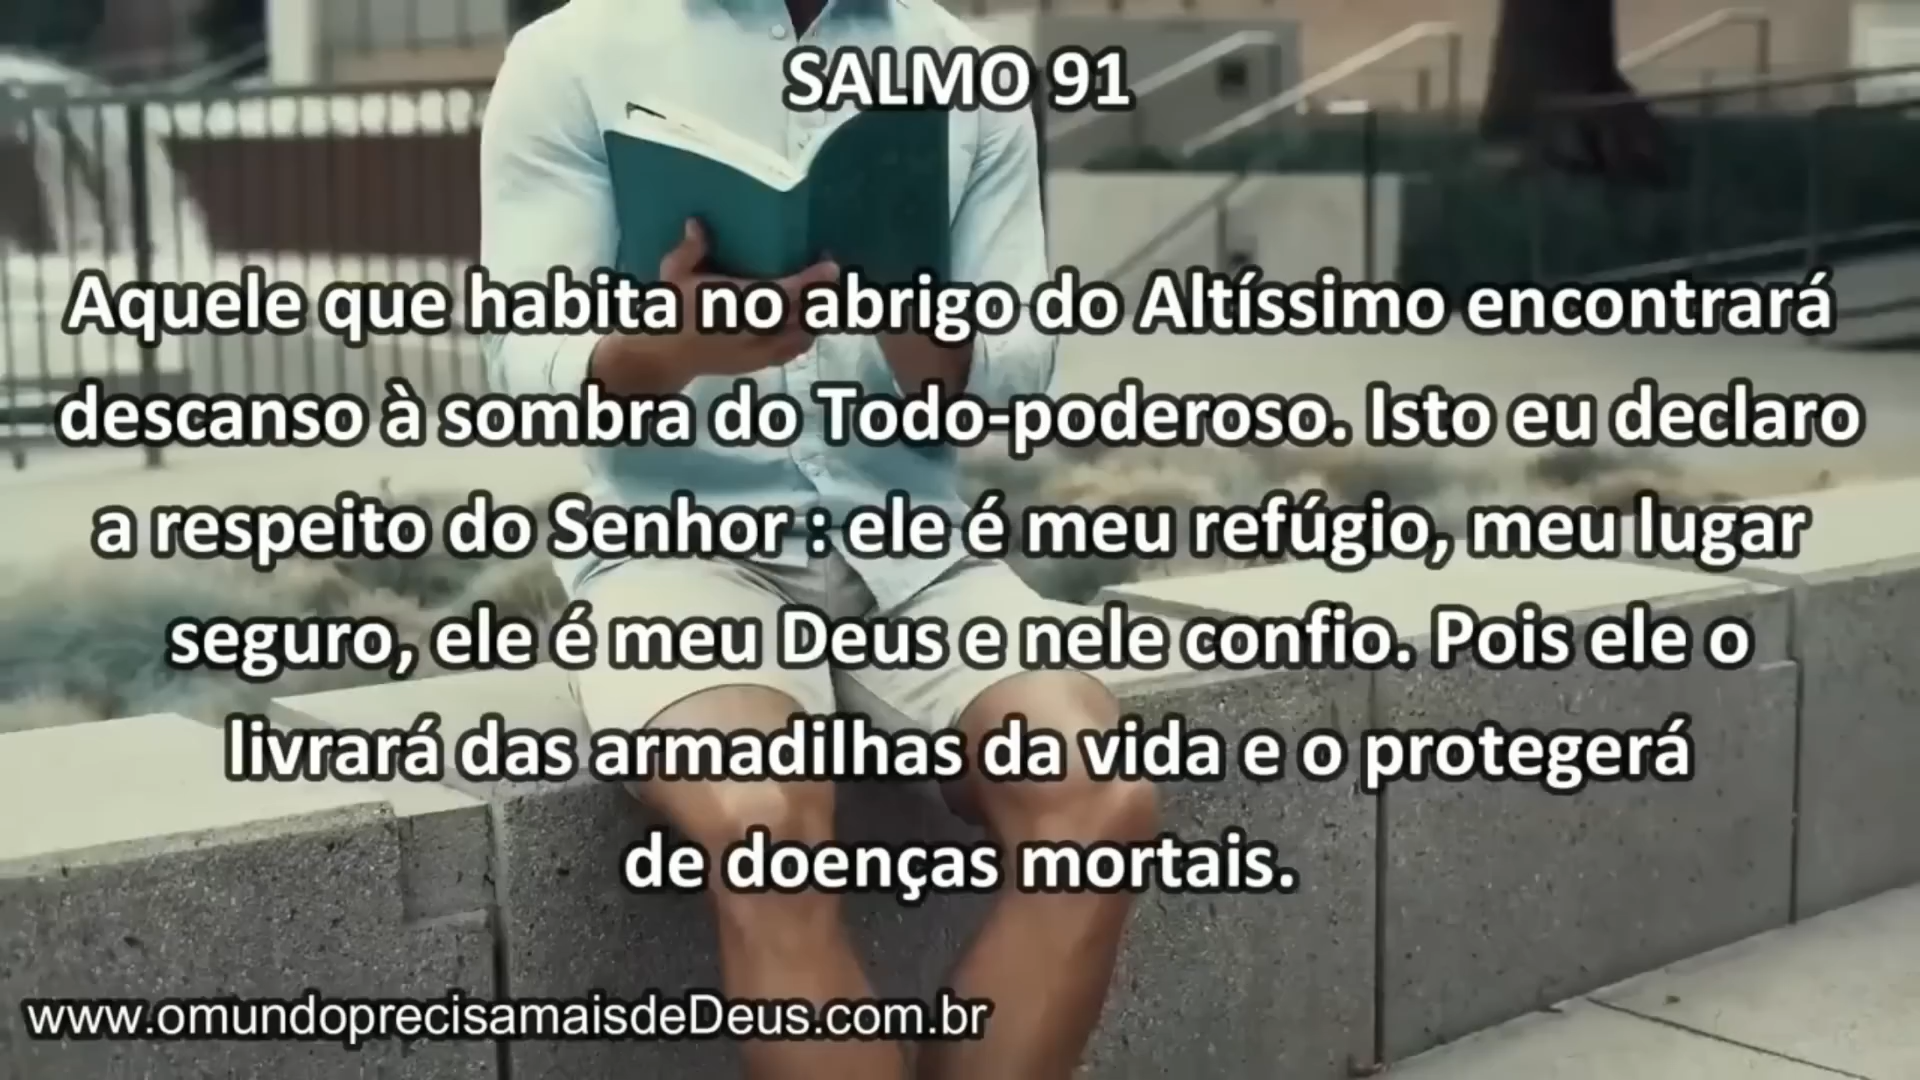 SALMO 91
Aquele que habita no abrigo do Altíssimo encontrará
descanso à sombra do Todo-poderoso. Isto eu declaro
a respeito do Senhor : ele é meu refúgio, meu lugar
seguro, ele é meu Deus e nele confio. Pois ele o
livrará das armadilhas da vida e o protegerá
de doenças mortais.
www.omundoprecisamaisdeDeus.com.br